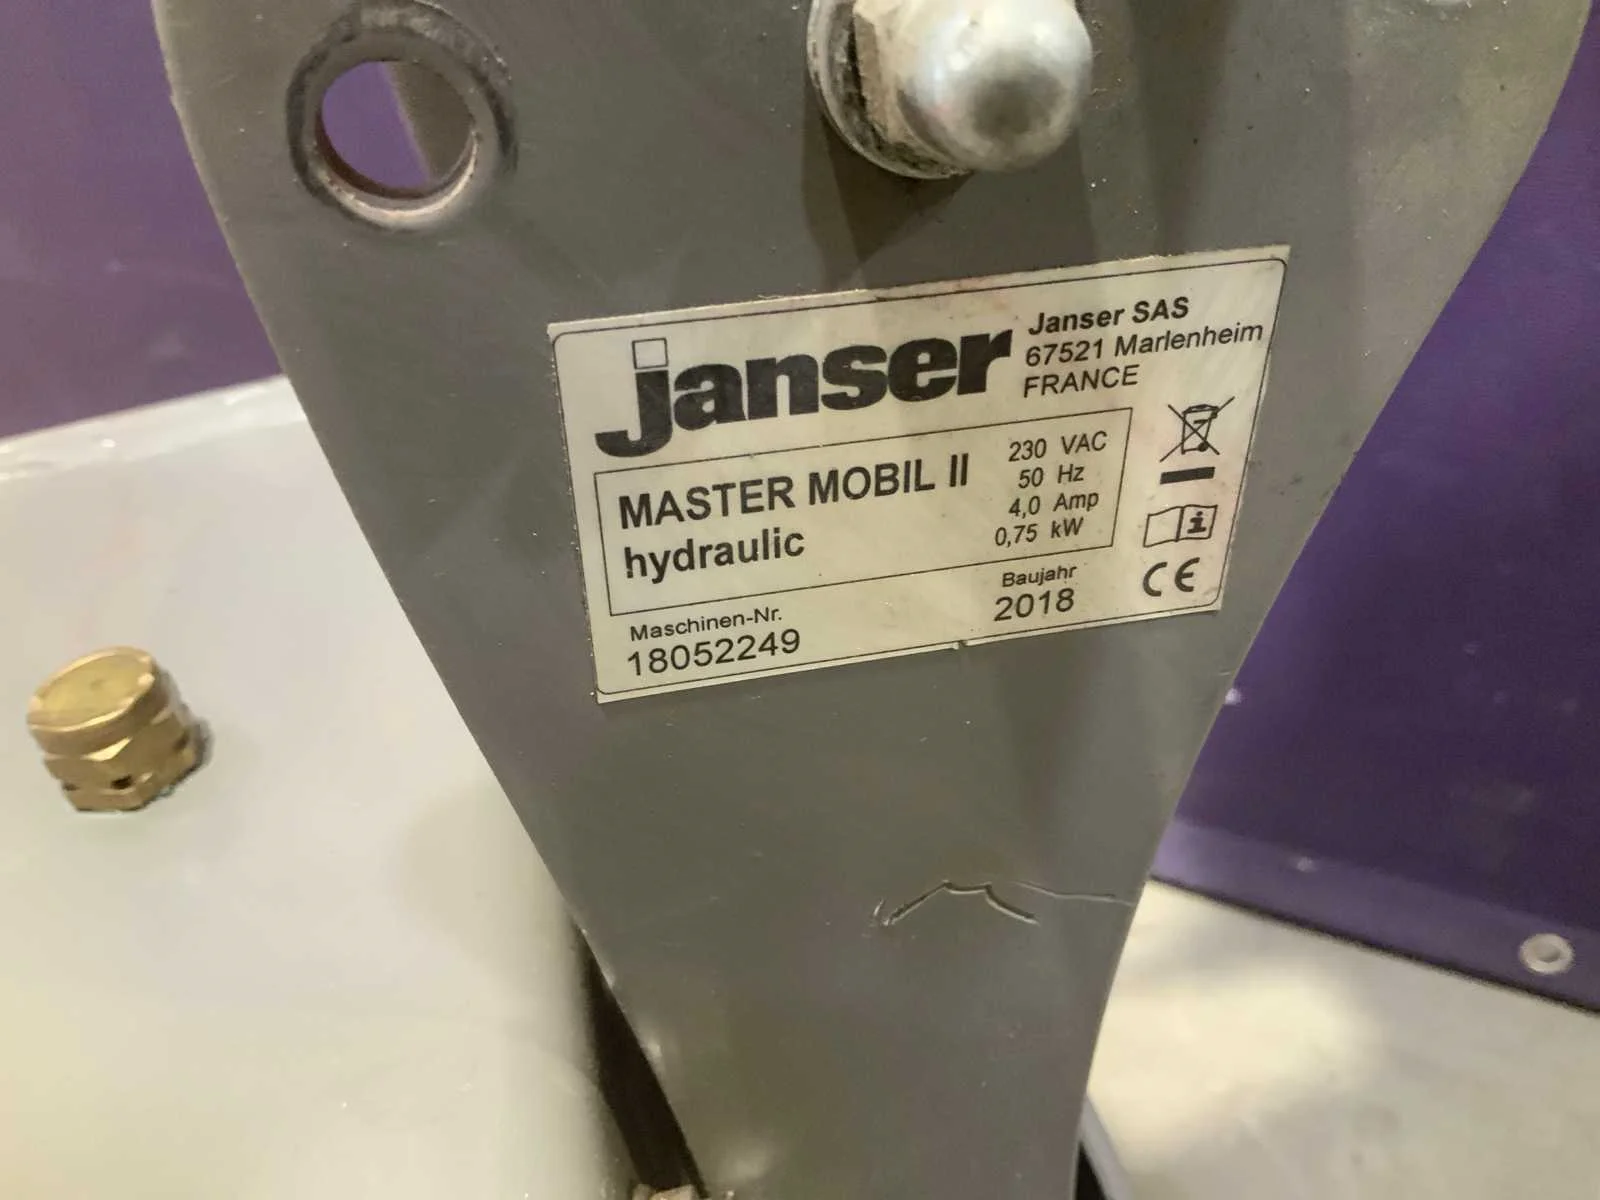 janser
Janser SAS
67521 Marlenheim
FRANCE
MASTER MOBIL II
hydraulic
230 VAC
50 Hz
4,0 Amp
0,75 kW
Maschinen-Nr.
18052249
Baujahr
2018
CE